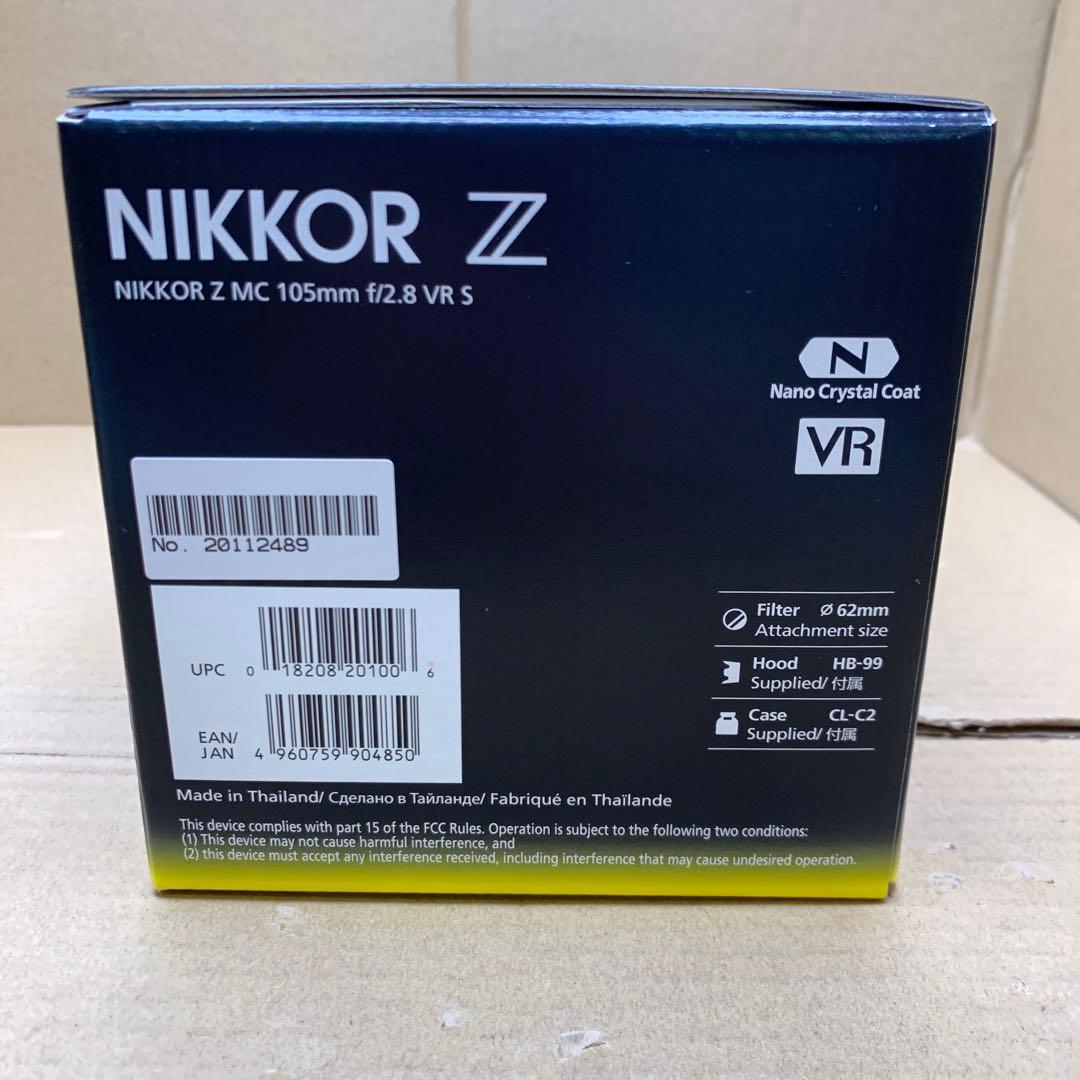 NIKKOR Z
NIKKOR Z MC 105mm f/2.8 VR S
N
Nano Crystal Coat
VR
No. 20112489
UPC 0 18208 20100 6
EAN/
JAN 4 960759 904850
Filter ø 62mm
Attachment size
Hood HB-99
Supplied/ 付属
Case CL-C2
Supplied/ 付属
Made in Thailand/ Сделано в Тайланде/ Fabriqué en Thaïlande
This device complies with part 15 of the FCC Rules. Operation is subject to the following two conditions:
(1) This device may not cause harmful interference, and
(2) this device must accept any interference received, including interference that may cause undesired operation.